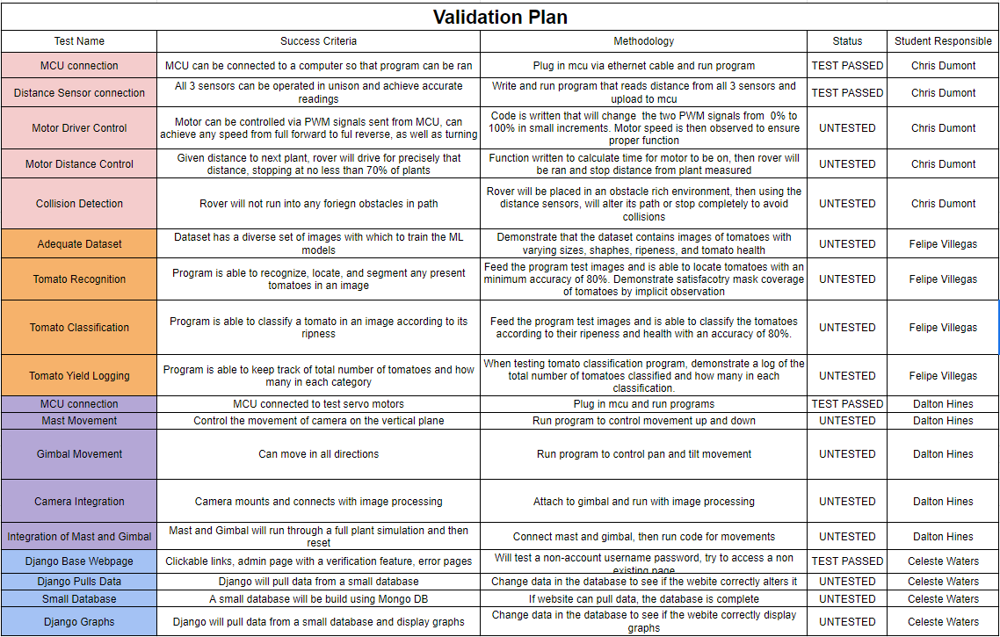 Validation Plan
Test Name Success Criteria Methodology Status Student Responsible
MCU connection MCU can be connected to a computer so that program can be ran Plug in mcu via ethernet cable and run program TEST PASSED Chris Dumont
Distance Sensor connection
All 3 sensors can be operated in unison and achieve accurate
readings
Write and run program that reads distance from all 3 sensors and
upload to mcu
TEST PASSED Chris Dumont
Motor Driver Control
Motor can be controlled via PWM signals sent from MCU, can
achieve any speed from full forward to ful reverse, as well as turning
Code is written that will change the two PWM signals from 0% to
100% in small increments. Motor speed is then observed to ensure
proper function
UNTESTED Chris Dumont
Motor Distance Control
Given distance to next plant, rover will drive for precisely that
distance, stopping at no less than 70% of plants
Function written to calculate time for motor to be on, then rover will
be ran and stop distance from plant measured
UNTESTED Chris Dumont
Collision Detection
Rover will not run into any foriegn obstacles in path
Rover will be placed in an obstacle rich environment, then using the
distance sensors, will alter its path or stop completely to avoid
collisions
UNTESTED Chris Dumont
Adequate Dataset
Dataset has a diverse set of images with which to train the ML
models
Demonstrate that the dataset contains images of tomatoes with
varying sizes, shaphes, ripeness, and tomato health
UNTESTED Felipe Villegas
Tomato Recognition
Program is able to recognize, locate, and segment any present
tomatoes in an image
Feed the program test images and is able to locate tomatoes with an
minimum accuracy of 80%. Demonstrate satisfacotry mask coverage
of tomatoes by implicit observation
UNTESTED Felipe Villegas
Tomato Classification
Program is able to classify a tomato in an image according to its
ripness
Feed the program test images and is able to classify the tomatoes
according to their ripeness and health with an accuracy of 80%.
UNTESTED Felipe Villegas
Tomato Yield Logging
Program is able to keep track of total number of tomatoes and how
many in each category
When testing tomato classification program, demonstrate a log of the
total number of tomatoes classified and how many in each
classification.
UNTESTED Felipe Villegas
MCU connection MCU connected to test servo motors Plug in mcu and run programs TEST PASSED Dalton Hines
Mast Movement Control the movement of camera on the vertical plane Run program to control movement up and down UNTESTED Dalton Hines
Gimbal Movement Can move in all directions Run program to control pan and tilt movement UNTESTED Dalton Hines
Camera Integration Camera mounts and connects with image processing Attach to gimbal and run with image processing UNTESTED Dalton Hines
Integration of Mast and Gimbal
Mast and Gimbal will run through a full plant simulation and then
reset
Connect mast and gimbal, then run code for movements UNTESTED Dalton Hines
Django Base Webpage Clickable links, admin page with a verification feature, error pages
Will test a non-account username password, try to access a non
existing page
TEST PASSED Celeste Waters
Django Pulls Data Django will pull data from a small database Change data in the database to see if the webite correctly alters it UNTESTED Celeste Waters
Small Database A small database will be build using Mongo DB If website can pull data, the database is complete UNTESTED Celeste Waters
Django Graphs Django will pull data from a small database and display graphs
Change data in the database to see if the webite correctly display
graphs
UNTESTED Celeste Waters